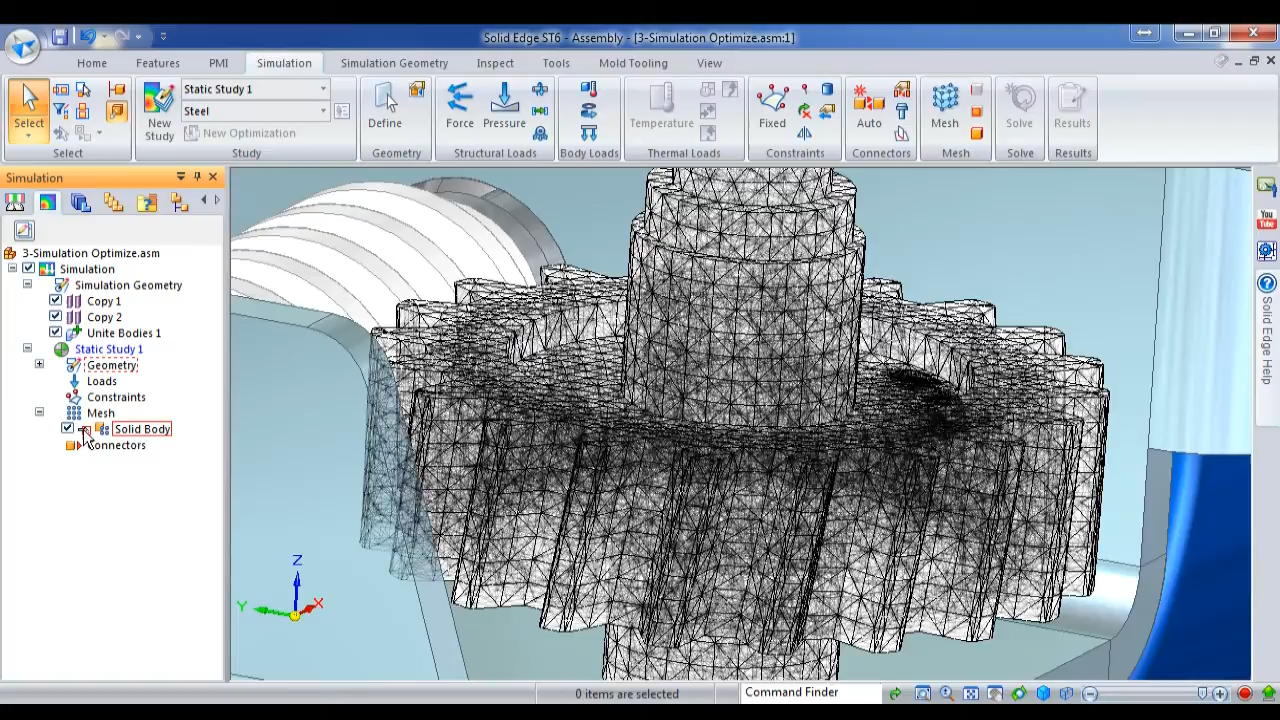 Solid Edge ST6 - Assembly - [3-Simulation Optimize.asm:1]
Home Features PMI Simulation Simulation Geometry Inspect Tools Mold Tooling View
Select
Select
New Study
Static Study 1
Steel
New Optimization
Study
Define
Geometry
Force
Pressure
Structural Loads
Body Loads
Temperature
Thermal Loads
Fixed
Constraints
Auto
Connectors
Mesh
Mesh
Solve
Solve
Results
Results
Simulation
3-Simulation Optimize.asm
Simulation
Simulation Geometry
Copy 1
Copy 2
Unite Bodies 1
Static Study 1
Geometry
Loads
Constraints
Mesh
Solid Body
Connectors
Z
Y
X
You
Tube
Solid Edge Help
0 items are selected
Command Finder